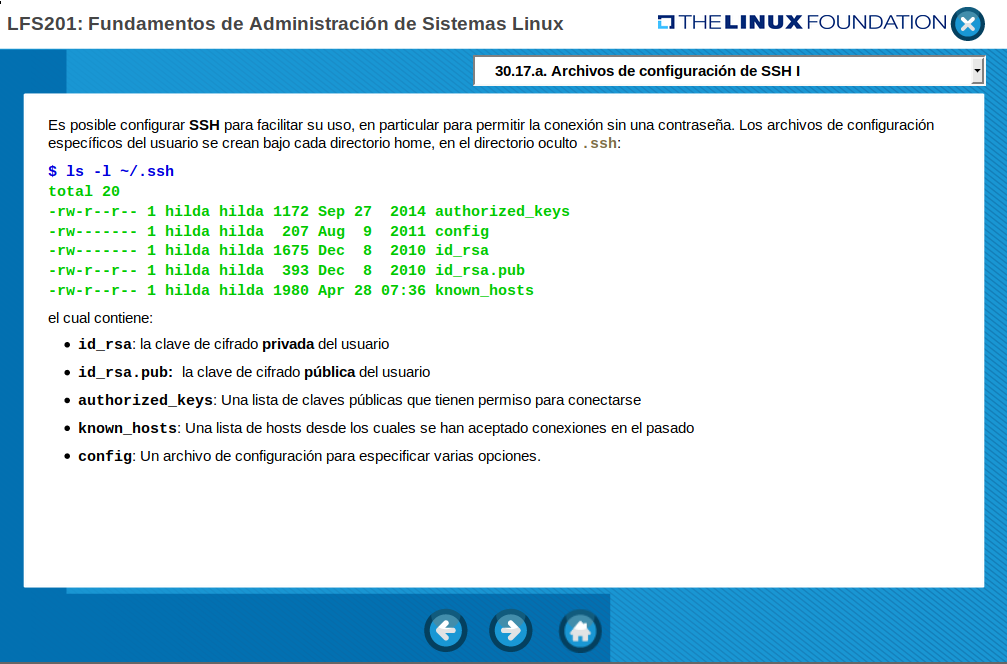 LFS201: Fundamentos de Administración de Sistemas Linux
THE LINUX FOUNDATION
30.17.a. Archivos de configuración de SSH I
Es posible configurar SSH para facilitar su uso, en particular para permitir la conexión sin una contraseña. Los archivos de configuración
específicos del usuario se crean bajo cada directorio home, en el directorio oculto .ssh:
$ ls -l ~/.ssh
total 20
-rw-r--r-- 1 hilda hilda 1172 Sep 27  2014 authorized_keys
-rw------- 1 hilda hilda  207 Aug  9  2011 config
-rw------- 1 hilda hilda 1675 Dec  8  2010 id_rsa
-rw-r--r-- 1 hilda hilda  393 Dec  8  2010 id_rsa.pub
-rw-r--r-- 1 hilda hilda 1980 Apr 28 07:36 known_hosts
el cual contiene:
• id_rsa: la clave de cifrado privada del usuario
• id_rsa.pub: la clave de cifrado pública del usuario
• authorized_keys: Una lista de claves públicas que tienen permiso para conectarse
• known_hosts: Una lista de hosts desde los cuales se han aceptado conexiones en el pasado
• config: Un archivo de configuración para especificar varias opciones.